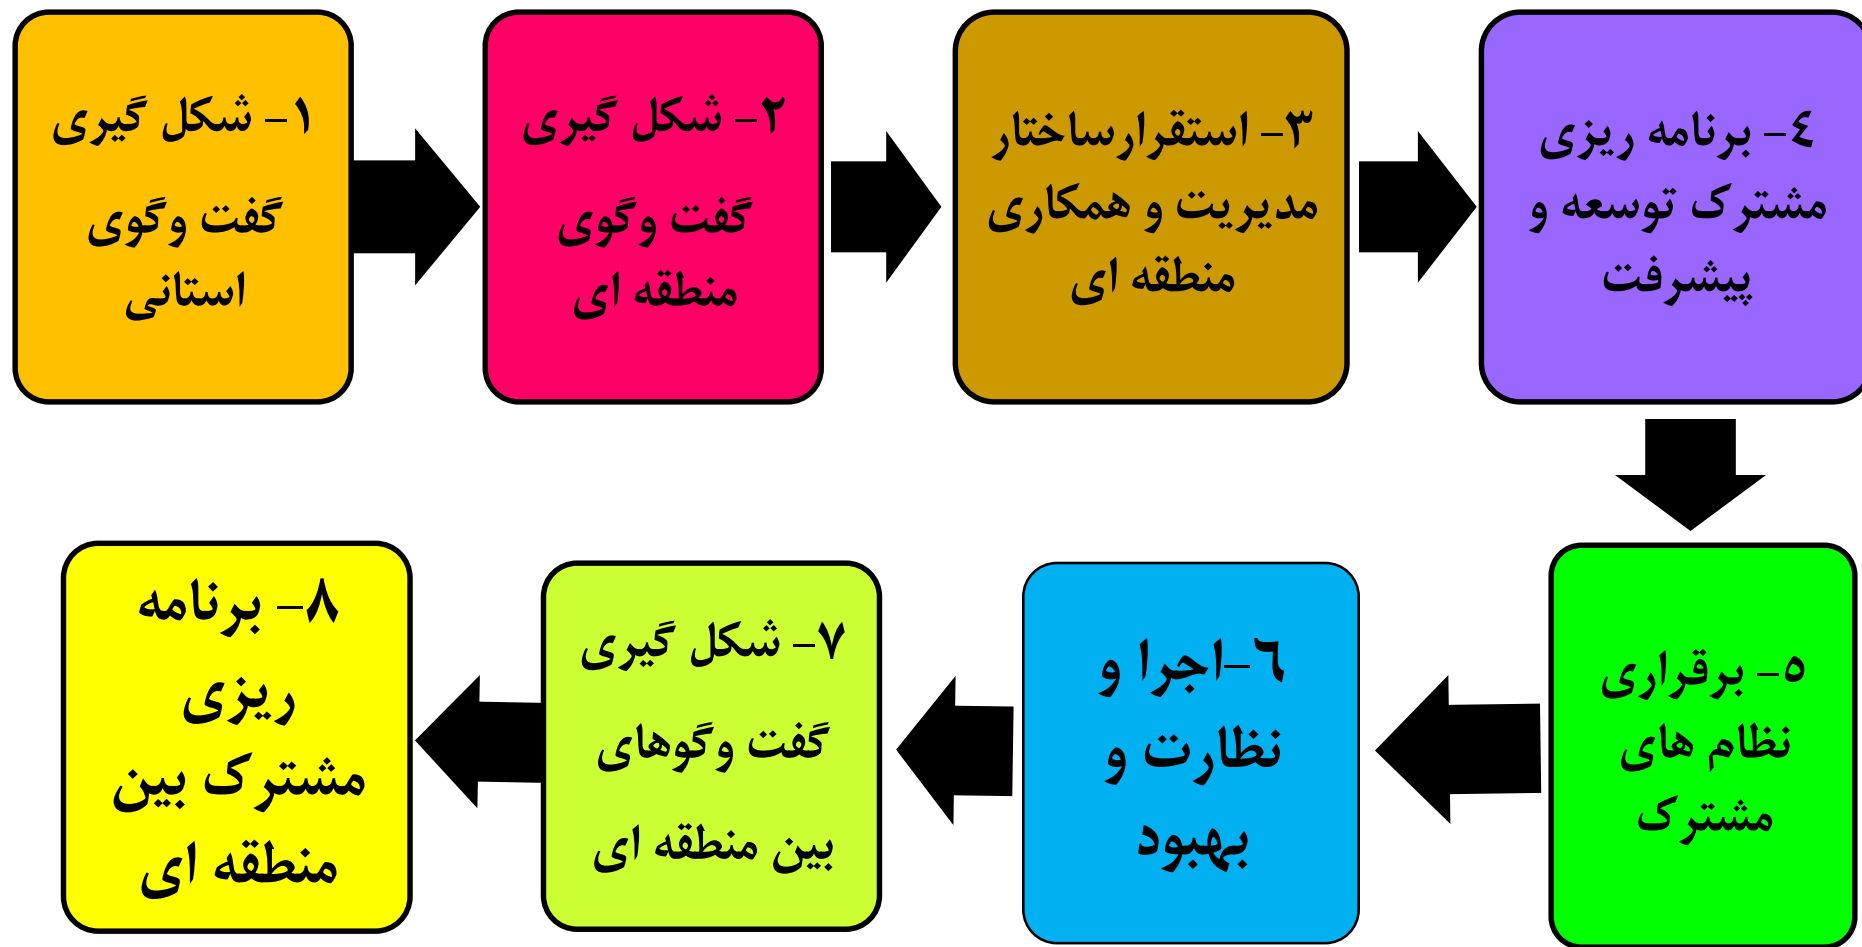 ۱- شکل گیری
گفت وگوی
استانی
۲- شکل گیری
گفت وگوی
منطقه ای
۳- استقرارساختار
مدیریت و همکاری
منطقه ای
٤- برنامه ریزی
مشترک توسعه و
پیشرفت
٥- برقراری
نظام های
مشترک
٦-اجرا و
نظارت و
بهبود
۷- شکل گیری
گفت وگوهای
بین منطقه ای
۸- برنامه
ریزی
مشترک بین
منطقه ای